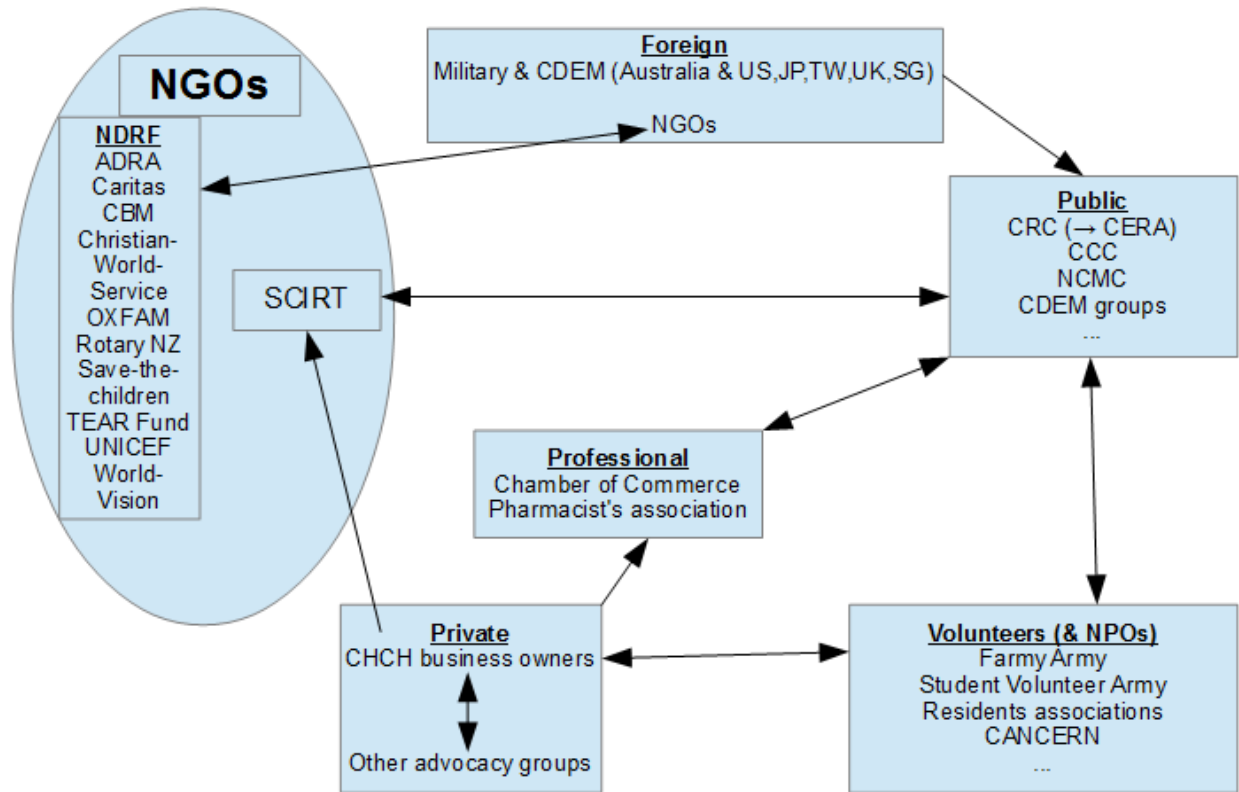 NGOs
NDRF
ADRA
Caritas
CBM
Christian-
World-
Service
OXFAM
Rotary NZ
Save-the-
children
TEAR Fund
UNICEF
World-
Vision
SCIRT
Foreign
Military & CDEM (Australia & US,JP,TW,UK,SG)
NGOs
Public
CRC (→ CERA)
CCC
NCMC
CDEM groups
...
Professional
Chamber of Commerce
Pharmacist's association
Private
CHCH business owners
Other advocacy groups
Volunteers (& NPOs)
Farmy Army
Student Volunteer Army
Residents associations
CANCERN
...